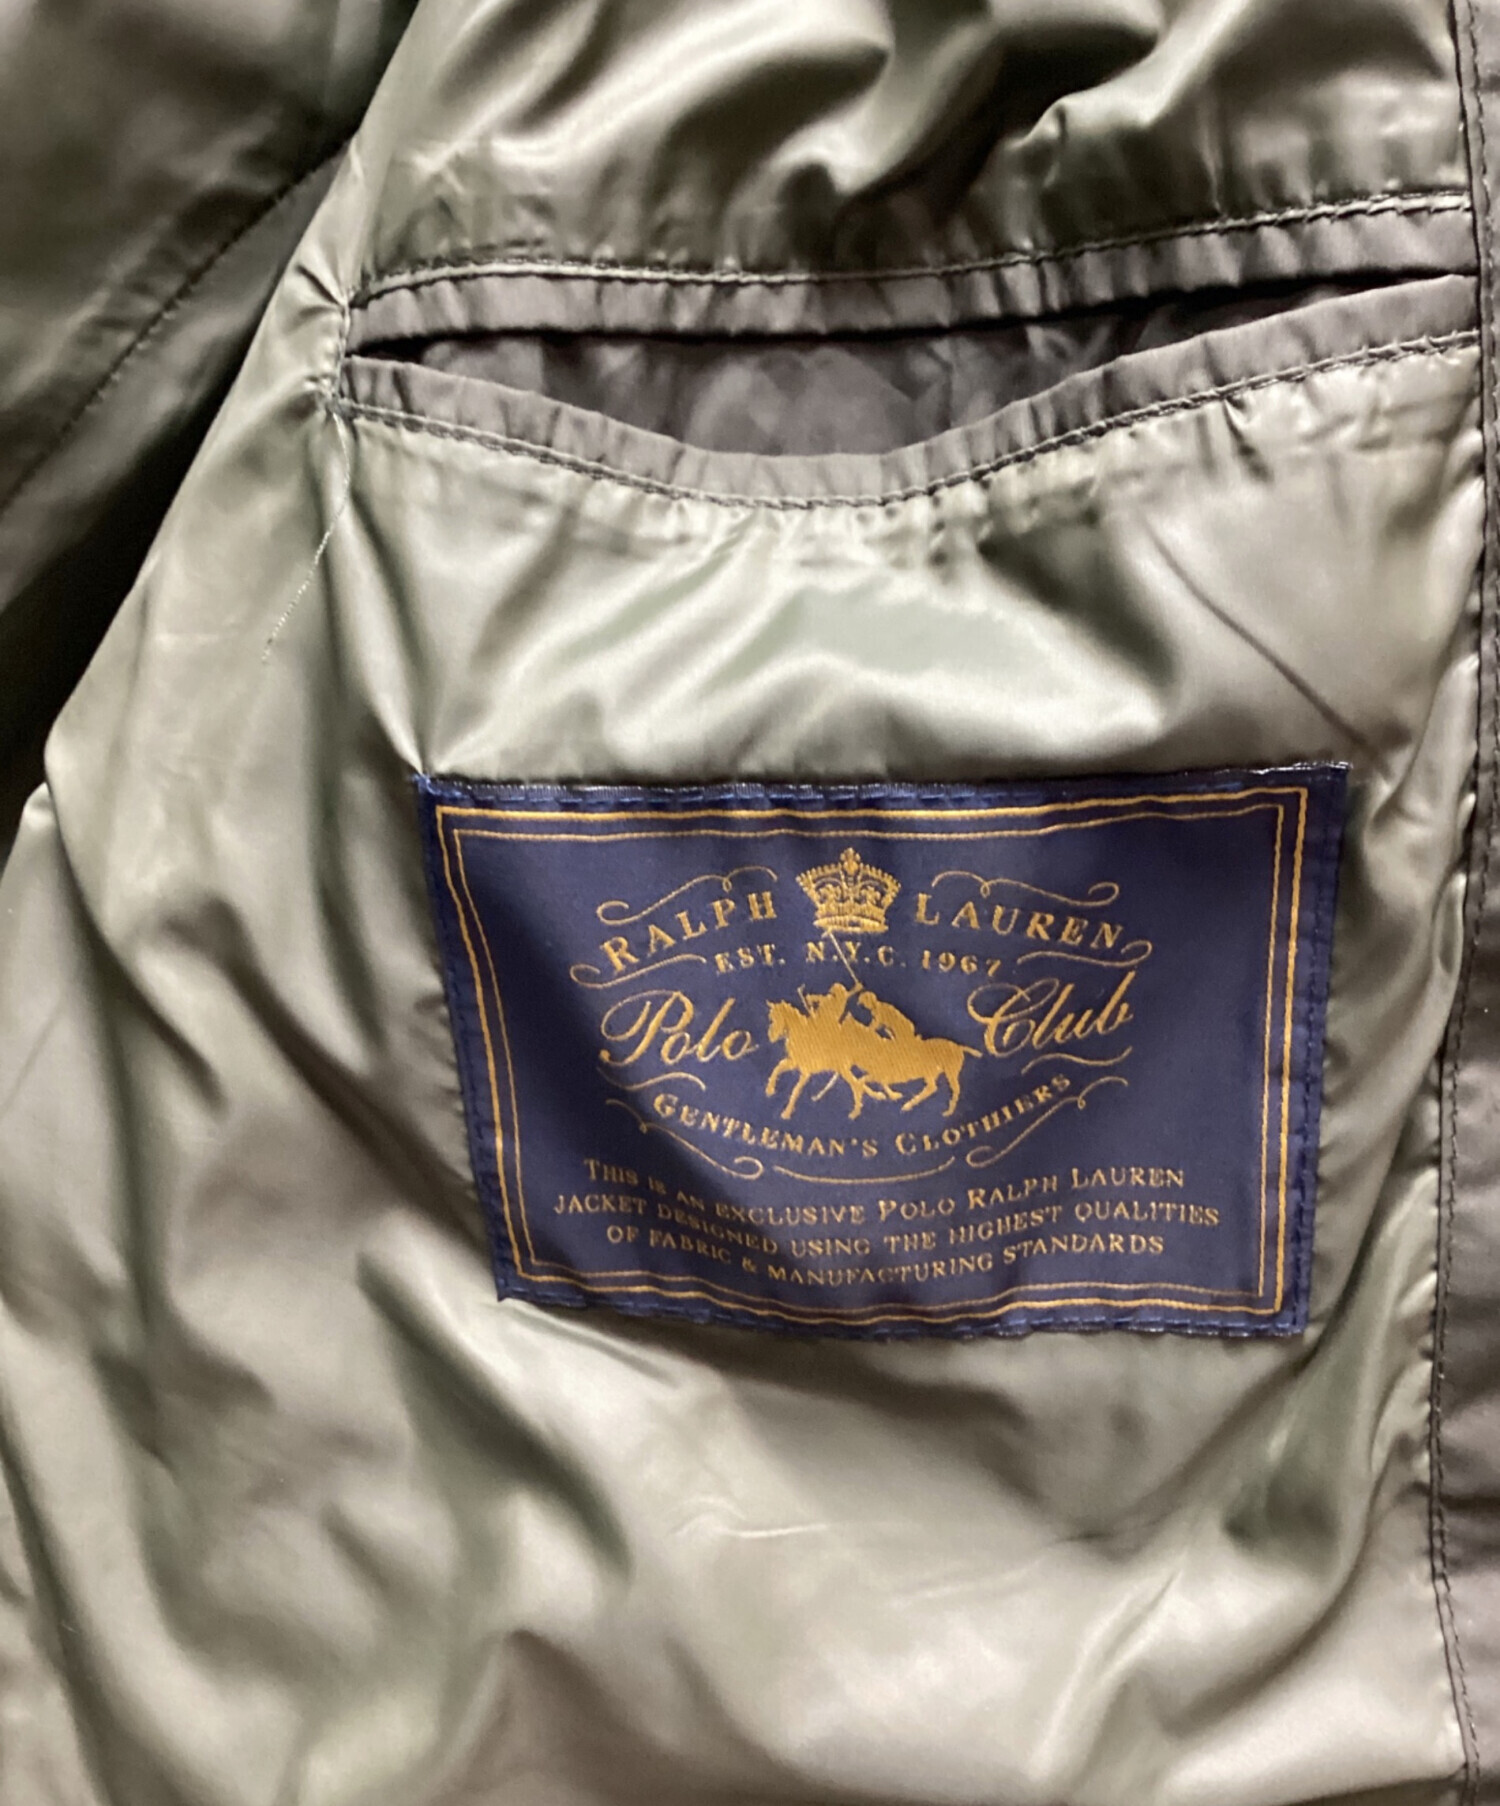 RALPH LAUREN
EST. N.Y.C. 1967
Polo Club
GENTLEMAN'S CLOTHIERS
THIS IS AN EXCLUSIVE POLO RALPH LAUREN
JACKET DESIGNED USING THE HIGHEST QUALITIES
OF FABRIC & MANUFACTURING STANDARDS